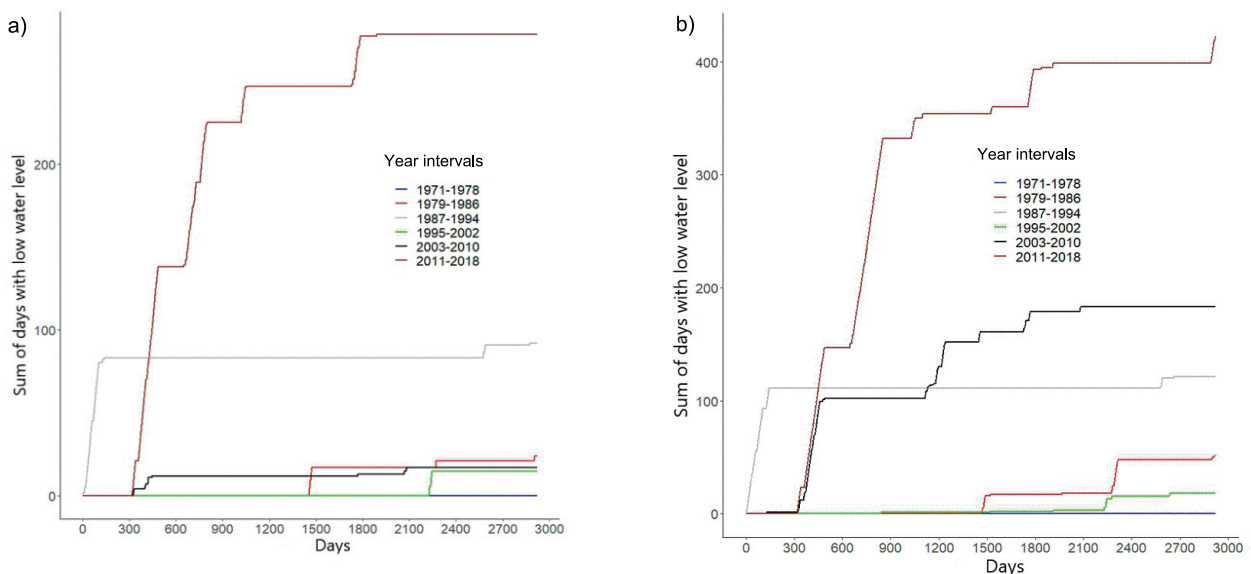 a)
Sum of days with low water level
200
100
0
Year intervals
1971-1978
1979-1986
1987-1994
1995-2002
2003-2010
2011-2018
0 300 600 900 1200 1500 1800 2100 2400 2700 3000
Days
b)
Sum of days with low water level
400
300
200
100
0
Year intervals
1971-1978
1979-1986
1987-1994
1995-2002
2003-2010
2011-2018
0 300 600 900 1200 1500 1800 2100 2400 2700 3000
Days